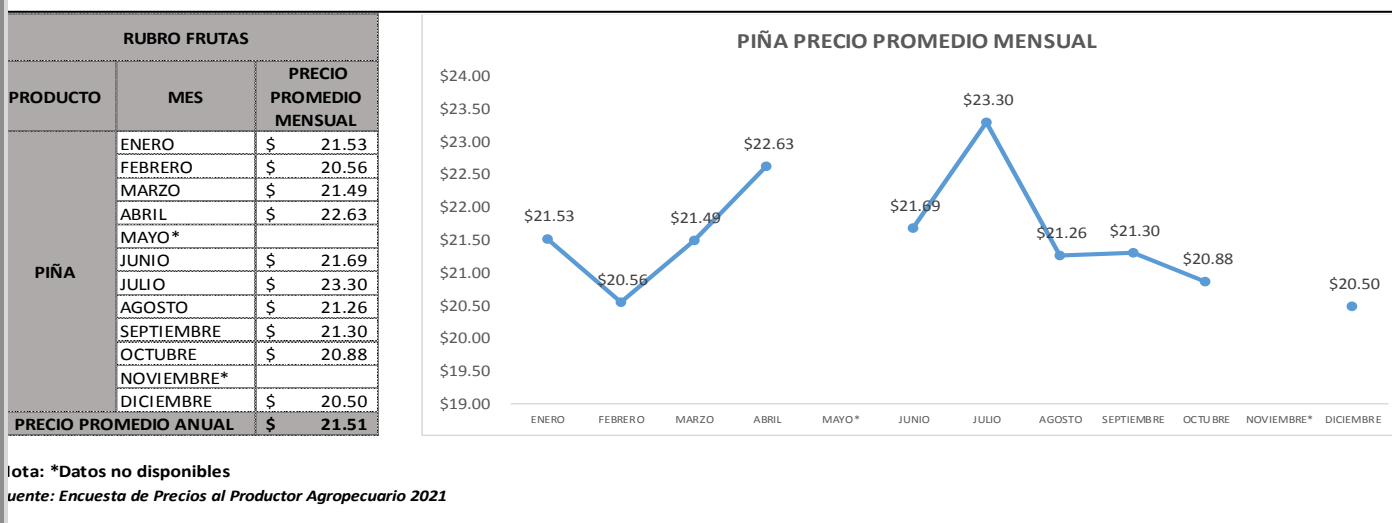 RUBRO FRUTAS
PRODUCTO MES PRECIO PROMEDIO MENSUAL
PIÑA
ENERO $ 21.53
FEBRERO $ 20.56
MARZO $ 21.49
ABRIL $ 22.63
MAYO*
JUNIO $ 21.69
JULIO $ 23.30
AGOSTO $ 21.26
SEPTIEMBRE $ 21.30
OCTUBRE $ 20.88
NOVIEMBRE*
DICIEMBRE $ 20.50
PRECIO PROMEDIO ANUAL $ 21.51
PIÑA PRECIO PROMEDIO MENSUAL
$24.00
$23.50
$23.00
$22.50
$22.00
$21.50
$21.00
$20.50
$20.00
$19.50
$19.00
$21.53
$20.56
$21.49
$22.63
$21.69
$23.30
$21.26
$21.30
$20.88
$20.50
ENERO FEBRERO MARZO ABRIL MAYO* JUNIO JULIO AGOSTO SEPTIEMBRE OCTUBRE NOVIEMBRE* DICIEMBRE
lota: *Datos no disponibles
uente: Encuesta de Precios al Productor Agropecuario 2021